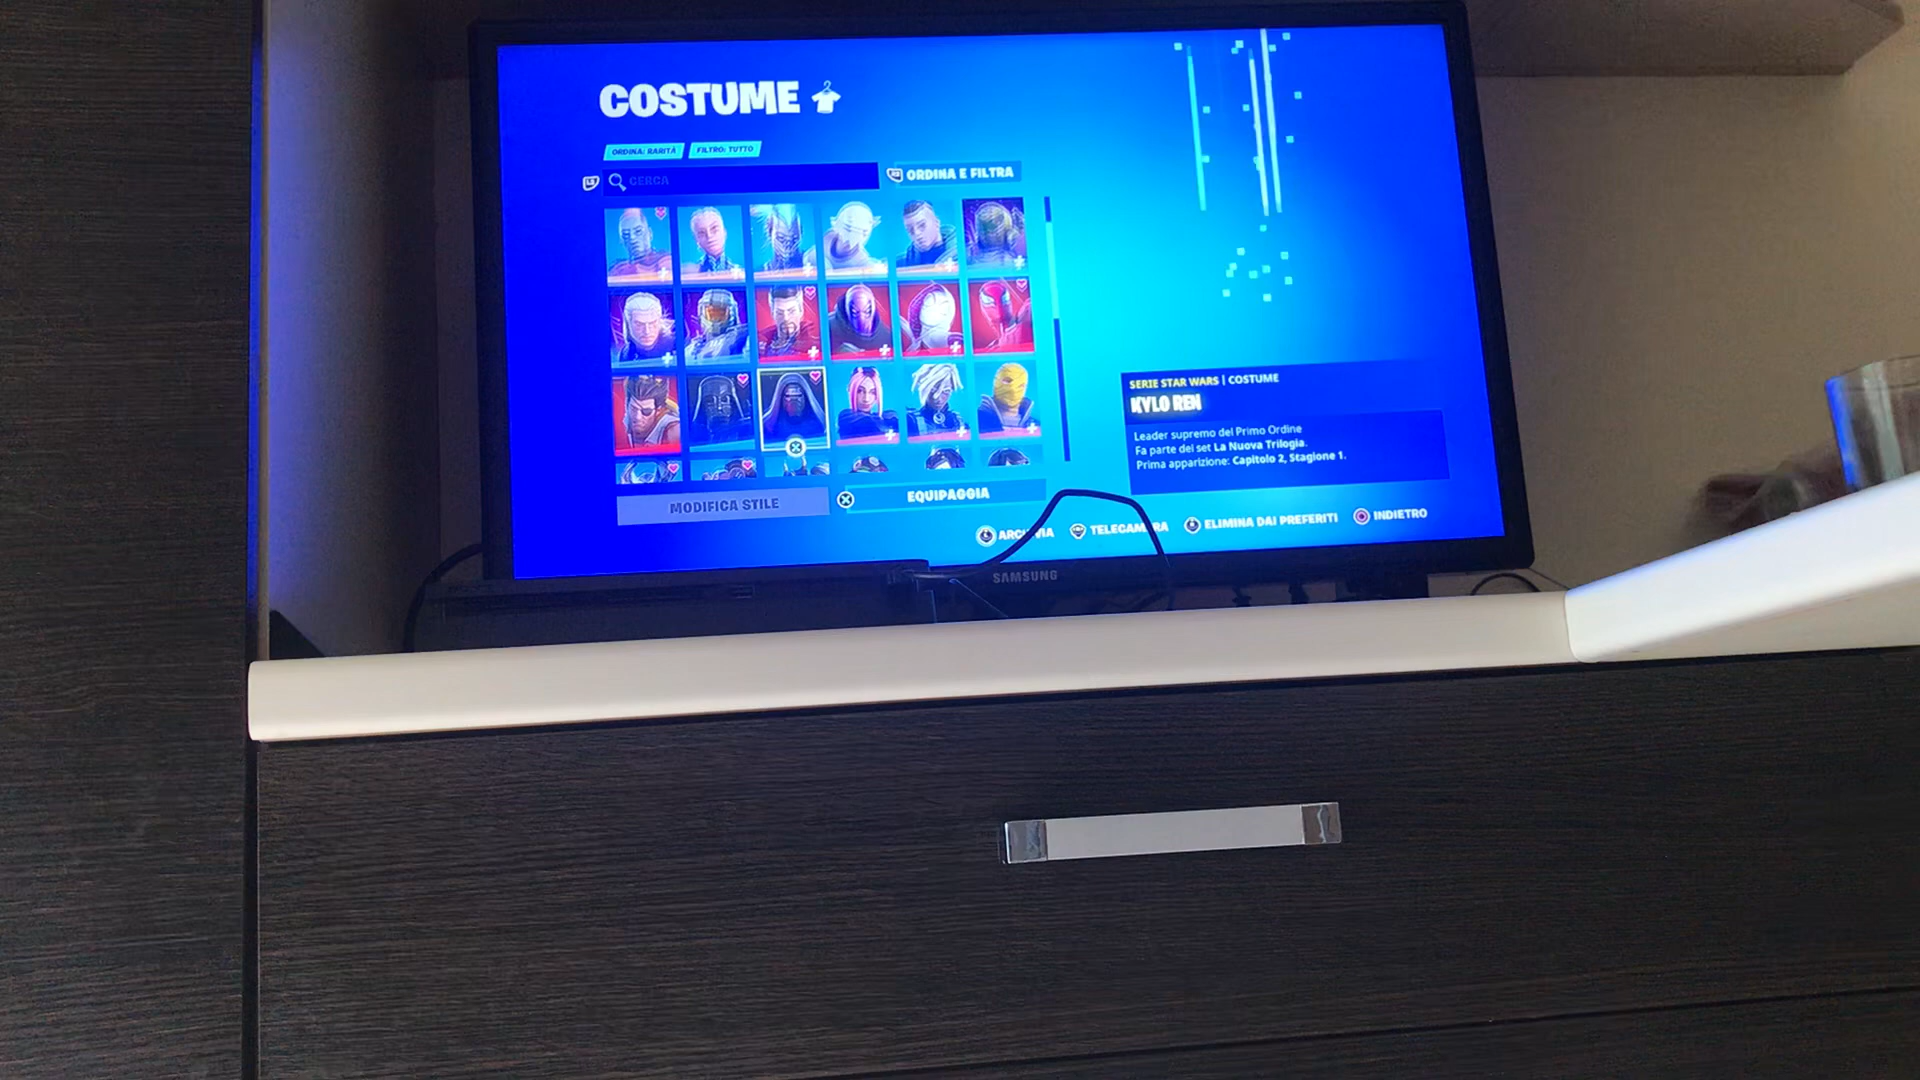 COSTUME
ORDINA: RARITÀ
FILTRO: TUTTO
CERCA
ORDINA E FILTRA
SERIE STAR WARS | COSTUME
KYLO REN
Leader supremo del Primo Ordine
Fa parte del set La Nuova Trilogia.
Prima apparizione: Capitolo 2, Stagione 1.
MODIFICA STILE
EQUIPAGGIA
ARCHIVIA
TELECAMERA
ELIMINA DAI PREFERITI
INDIETRO
SAMSUNG